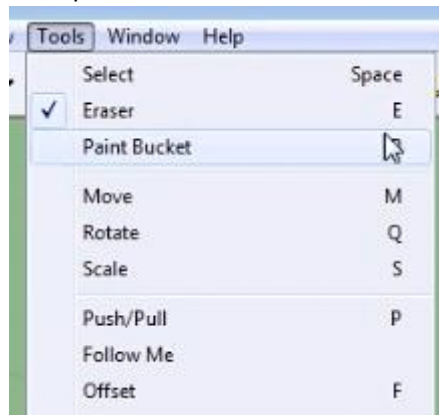 Tools Window Help
Select Space
Eraser E
Paint Bucket
Move M
Rotate Q
Scale S
Push/Pull P
Follow Me
Offset F